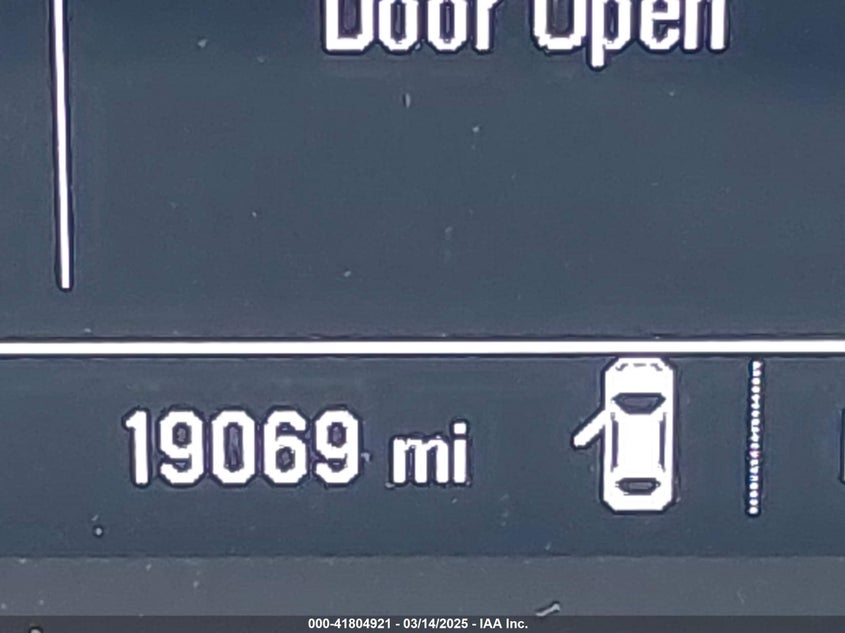 Door Open
19069 mi
000-41804921 - 03/14/2025 - IAA Inc.